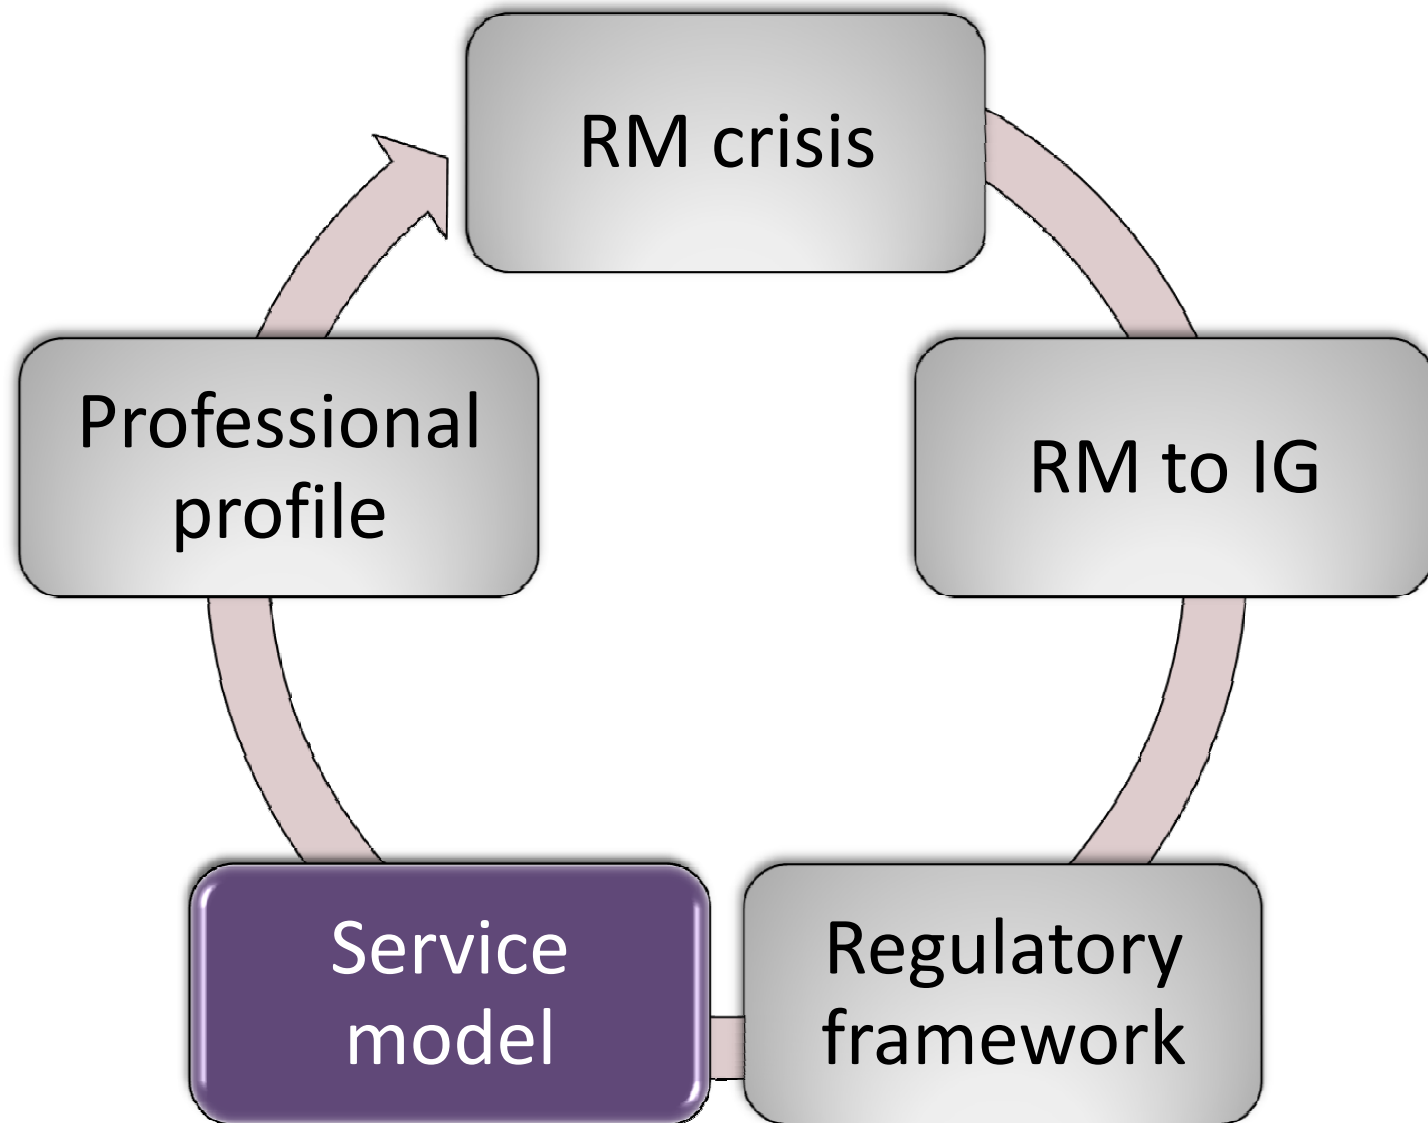 RM crisis
RM to IG
Regulatory
framework
Service
model
Professional
profile